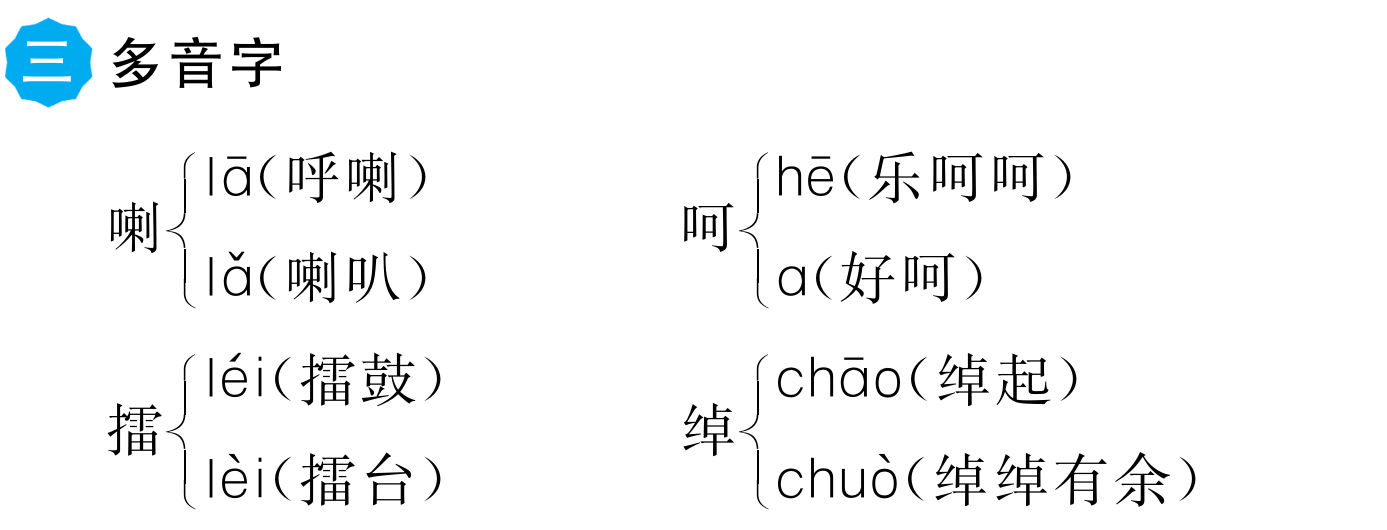 三 多音字
喇 lā(呼喇)
lǎ(喇叭)
呵 hē(乐呵呵)
a(好呵)
擂 léi(擂鼓)
lèi(擂台)
绰 chāo(绰起)
chuò(绰绰有余)